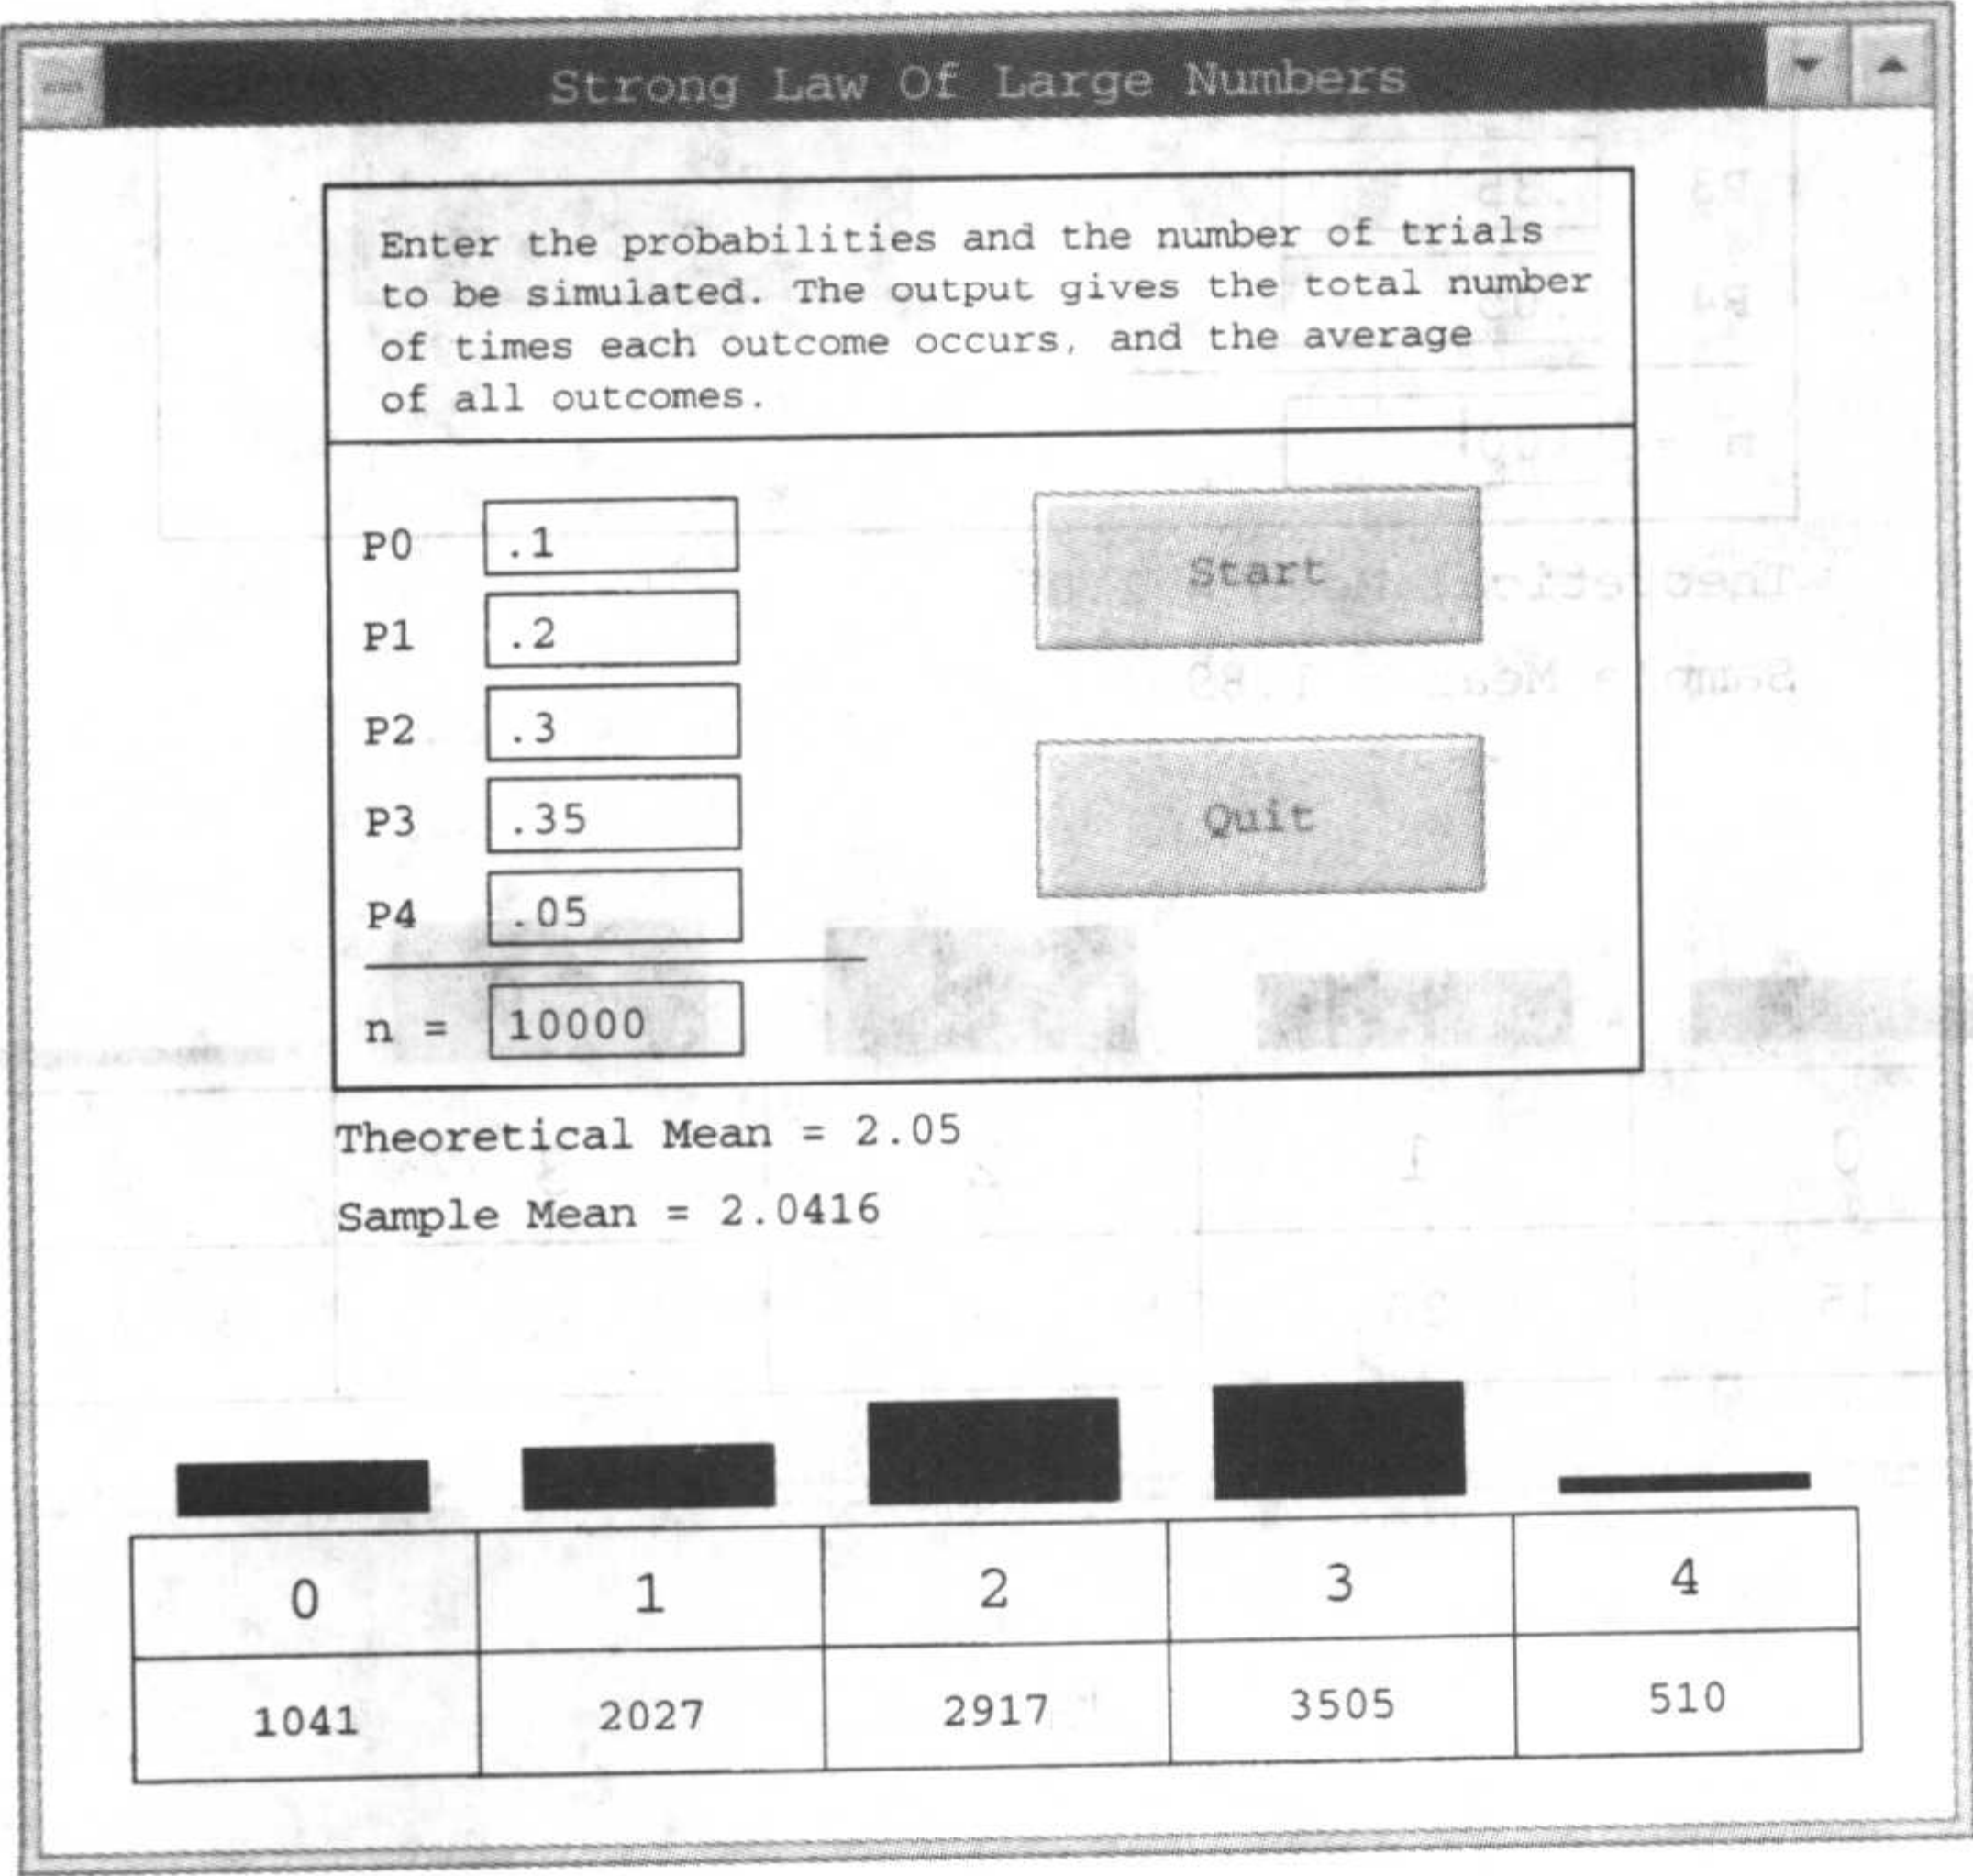 Strong Law Of Large Numbers
Enter the probabilities and the number of trials
to be simulated. The output gives the total number
of times each outcome occurs, and the average
of all outcomes.
P0 .1
P1 .2
P2 .3
P3 .35
P4 .05
n = 10000
Start
Quit
Theoretical Mean = 2.05
Sample Mean = 2.0416
0 1 2 3 4
1041 2027 2917 3505 510